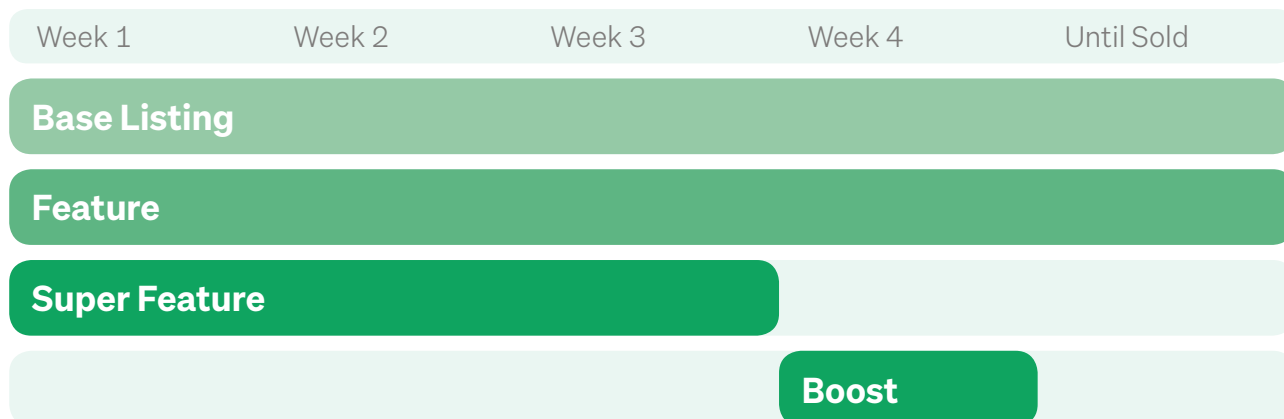 Week 1 Week 2 Week 3 Week 4 Until Sold
Base Listing
Feature
Super Feature
Boost